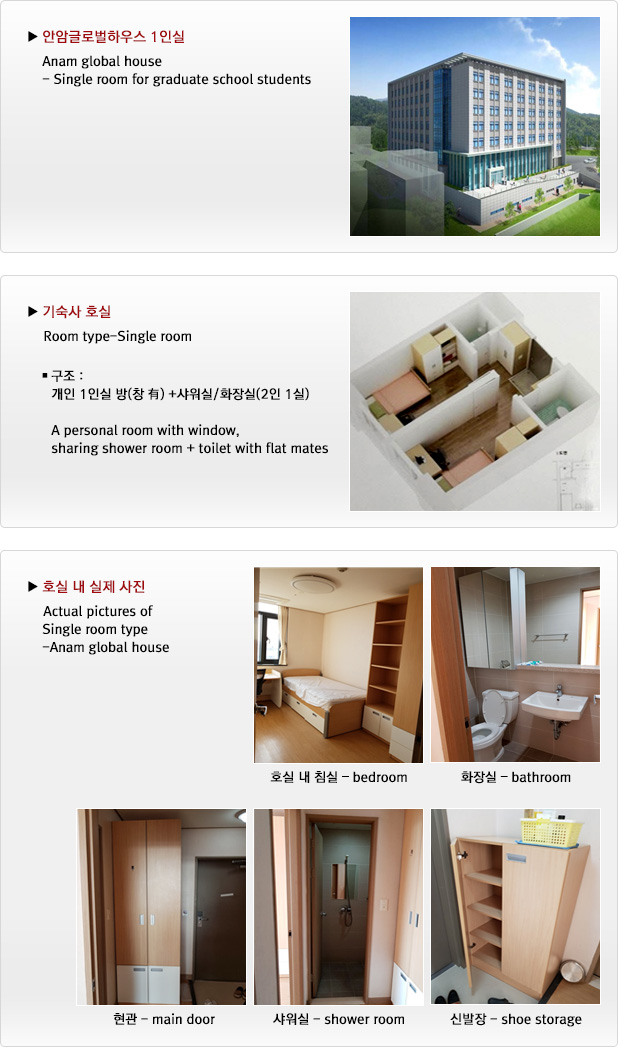 ▶ 안암글로벌하우스 1인실
Anam global house
- Single room for graduate school students
▶ 기숙사 호실
Room type-Single room
▪ 구조 :
개인 1인실 방(창 有) +샤워실/화장실(2인 1실)
A personal room with window,
sharing shower room + toilet with flat mates
▶ 호실 내 실제 사진
Actual pictures of
Single room type
-Anam global house
호실 내 침실 - bedroom
화장실 - bathroom
현관 - main door
샤워실 - shower room
신발장 - shoe storage